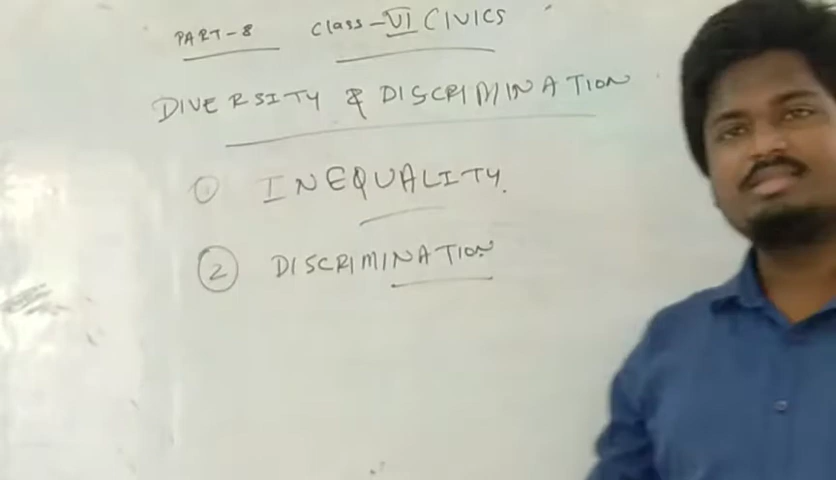 PART-8 Class-VI CIVICS
DIVERSITY & DISCRIMINATION
① INEQUALITY.
② DISCRIMINATION